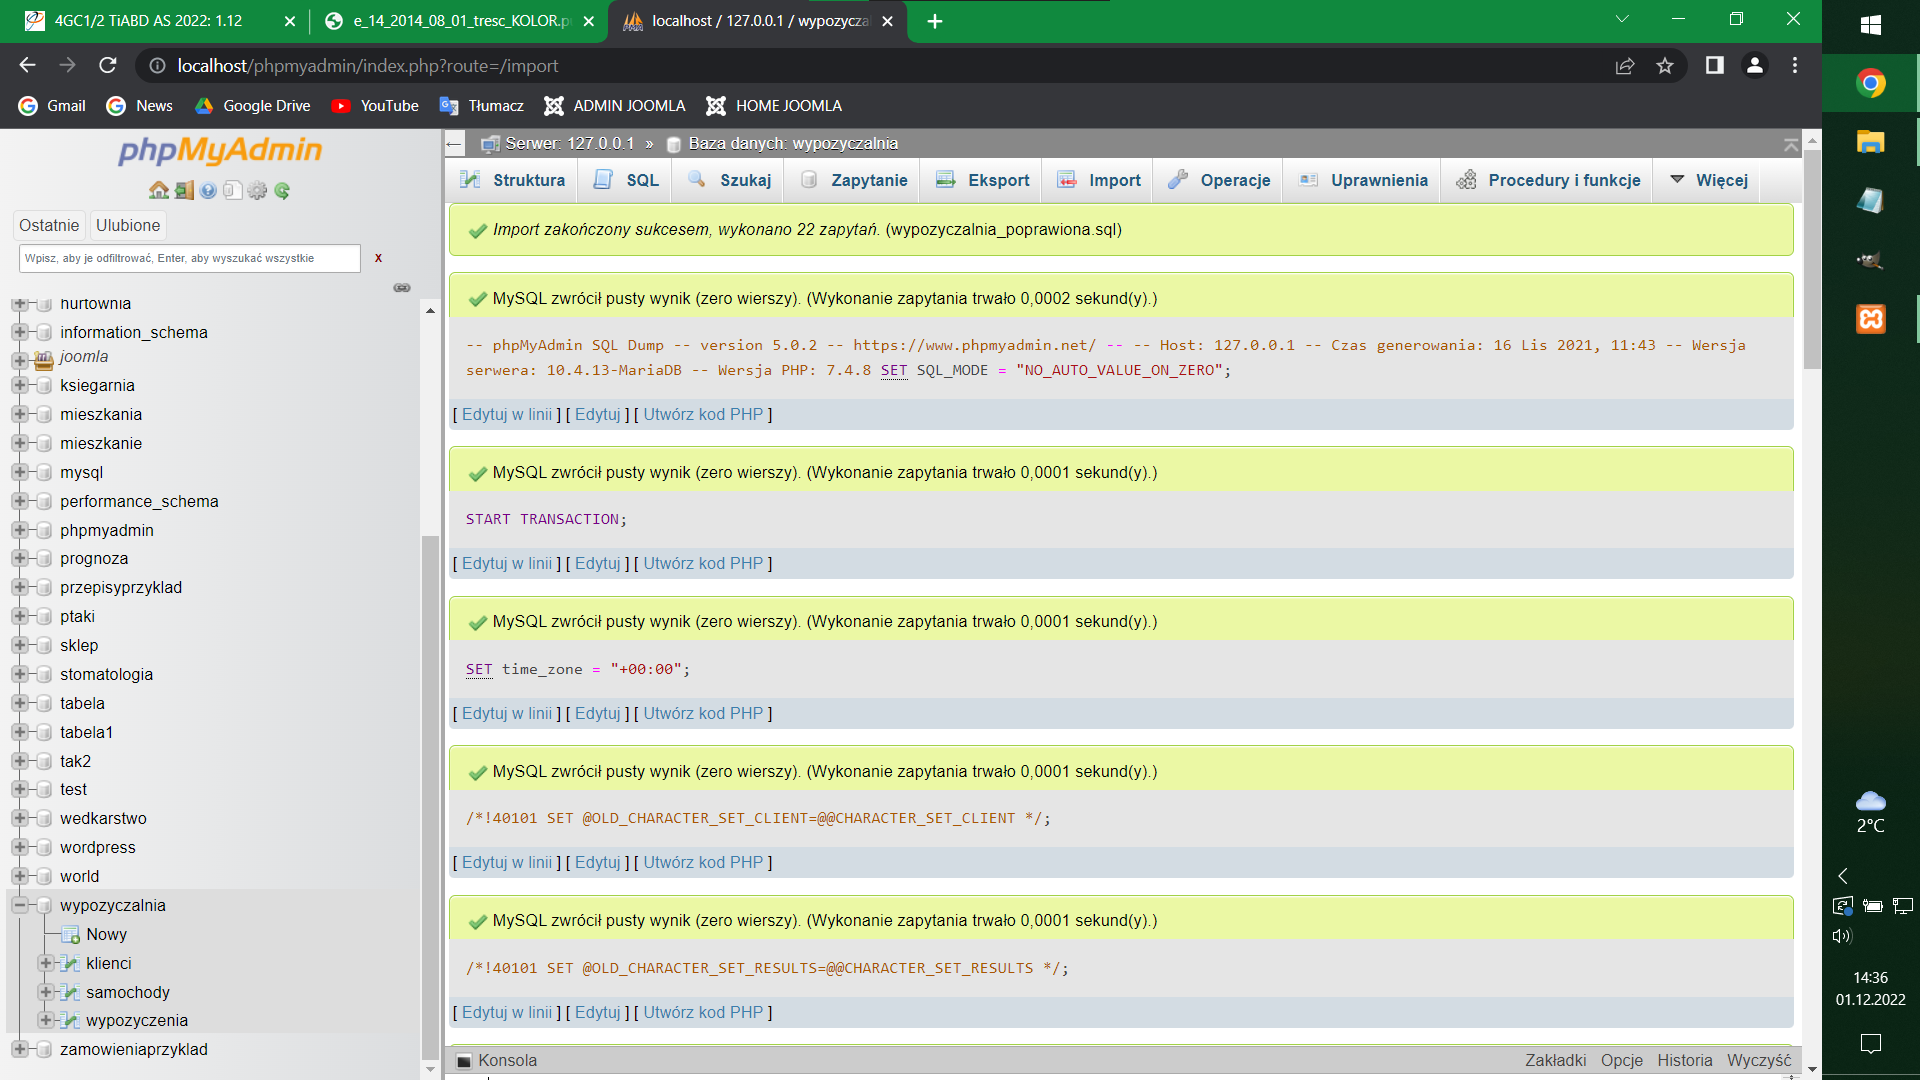 4GC1/2 TiABD AS 2022: 1.12
e_14_2014_08_01_tresc_KOLOR.p
localhost / 127.0.0.1 / wypozycza
localhost/phpmyadmin/index.php?route=/import
Gmail
News
Google Drive
YouTube
Tłumacz
ADMIN JOOMLA
HOME JOOMLA
phpMyAdmin
Ostatnie
Ulubione
Wpisz, aby je odfiltrować, Enter, aby wyszukać wszystkie
X
hurtownia
information_schema
joomla
ksiegarnia
mieszkania
mieszkanie
mysql
performance_schema
phpmyadmin
prognoza
przepisyprzyklad
ptaki
sklep
stomatologia
tabela
tabela1
tak2
test
wedkarstwo
wordpress
world
wypozyczalnia
Nowy
klienci
samochody
wypozyczenia
zamowieniaprzyklad
Serwer: 127.0.0.1 » Baza danych: wypozyczalnia
Struktura
SQL
Szukaj
Zapytanie
Eksport
Import
Operacje
Uprawnienia
Procedury i funkcje
Więcej
Import zakończony sukcesem, wykonano 22 zapytań. (wypozyczalnia_poprawiona.sql)
MySQL zwrócił pusty wynik (zero wierszy). (Wykonanie zapytania trwało 0,0002 sekund(y).)
-- phpMyAdmin SQL Dump -- version 5.0.2 -- https://www.phpmyadmin.net/ -- -- Host: 127.0.0.1 -- Czas generowania: 16 Lis 2021, 11:43 -- Wersja
serwera: 10.4.13-MariaDB -- Wersja PHP: 7.4.8 SET SQL_MODE = "NO_AUTO_VALUE_ON_ZERO";
[ Edytuj w linii ] [ Edytuj ] [ Utwórz kod PHP ]
MySQL zwrócił pusty wynik (zero wierszy). (Wykonanie zapytania trwało 0,0001 sekund(y).)
START TRANSACTION;
[ Edytuj w linii ] [ Edytuj ] [ Utwórz kod PHP ]
MySQL zwrócił pusty wynik (zero wierszy). (Wykonanie zapytania trwało 0,0001 sekund(y).)
SET time_zone = "+00:00";
[ Edytuj w linii ] [ Edytuj ] [ Utwórz kod PHP ]
MySQL zwrócił pusty wynik (zero wierszy). (Wykonanie zapytania trwało 0,0001 sekund(y).)
/*!40101 SET @OLD_CHARACTER_SET_CLIENT=@@CHARACTER_SET_CLIENT */;
[ Edytuj w linii ] [ Edytuj ] [ Utwórz kod PHP ]
MySQL zwrócił pusty wynik (zero wierszy). (Wykonanie zapytania trwało 0,0001 sekund(y).)
/*!40101 SET @OLD_CHARACTER_SET_RESULTS=@@CHARACTER_SET_RESULTS */;
[ Edytuj w linii ] [ Edytuj ] [ Utwórz kod PHP ]
Konsola
Zakładki
Opcje
Historia
Wyczyść
2°C
14:36
01.12.2022